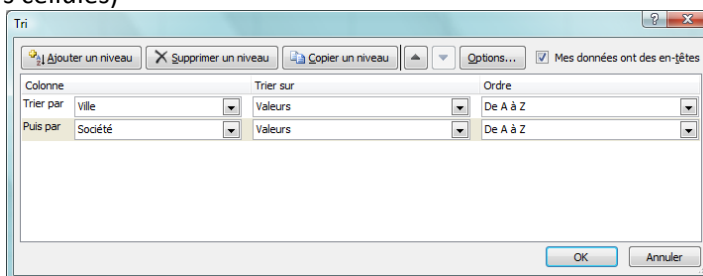 s cellules)
Tri
Ajouter un niveau Supprimer un niveau Copier un niveau Options... Mes données ont des en-têtes
Colonne Trier sur Ordre
Trier par Ville Valeurs De A à Z
Puis par Société Valeurs De A à Z
OK Annuler